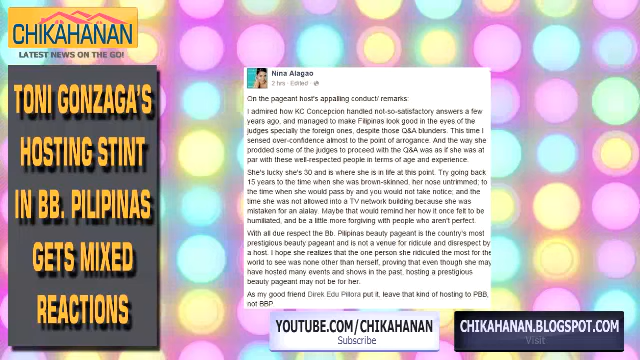 CHIKAHANAN
LATEST NEWS ON THE GO!
TONI GONZAGA'S
HOSTING STINT
IN BB. PILIPINAS
GETS MIXED
REACTIONS
Nina Alagao
2 hrs · Edited ·
On the pageant host's appalling conduct/ remarks:
I admired how KC Concepcion handled not-so-satisfactory answers a few
years ago, and managed to make Filipinas look good in the eyes of the
judges specially the foreign ones, despite those Q&A blunders. This time I
sensed over-confidence almost to the point of arrogance. And the way she
prodded some of the judges to proceed with the Q&A was as if she was at
par with these well-respected people in terms of age and experience.
She's lucky she's 30 and is where she is in life at this point. Try going back
15 years to the time when she was brown-skinned, her nose untrimmed; to
the time when she would pass by and you would not take notice; and the
time she was not allowed into a TV network building because she was
mistaken for an alalay. Maybe that would remind her how it once felt to be
humiliated, and be a little more forgiving with people who aren't perfect.
With all due respect the Bb. Pilipinas beauty pageant is the country's most
prestigious beauty pageant and is not a venue for ridicule and disrespect by
a host. I hope she realizes that the one person she ridiculed the most for the
world to see was none other than herself, proving that even though she may
have hosted many events and shows in the past, hosting a prestigious
beauty pageant may not be for her.
As my good friend Direk Edu Pillora put it, leave that kind of hosting to PBB,
not BBP
YOUTUBE.COM/CHIKAHANAN
Subscribe
CHIKAHANAN.BLOGSPOT.COM
Visit